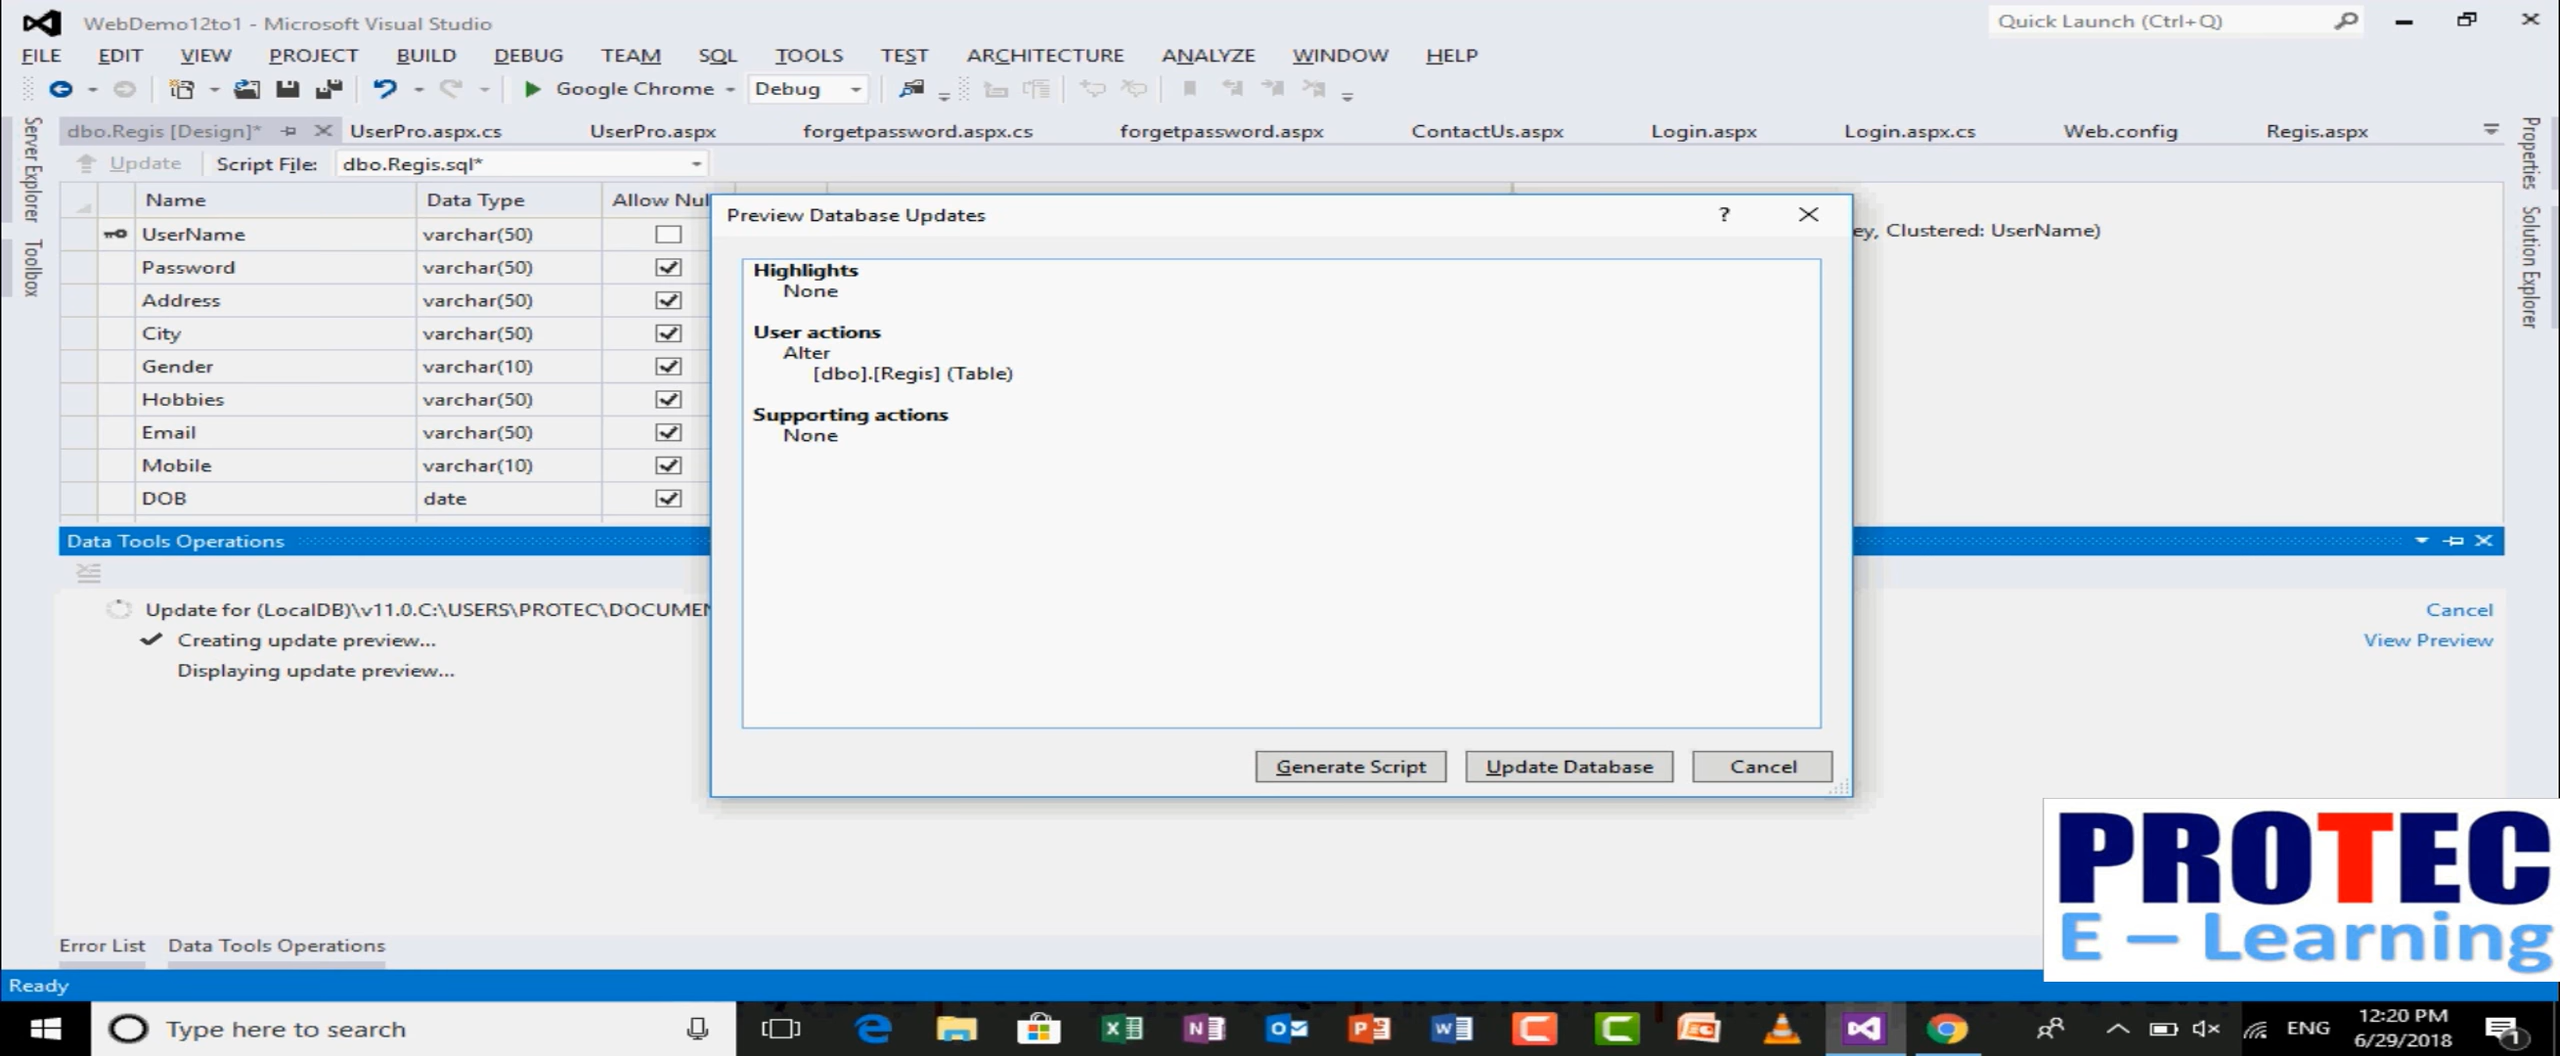 WebDemo12to1 - Microsoft Visual Studio
Quick Launch (Ctrl+Q)
FILE EDIT VIEW PROJECT BUILD DEBUG TEAM SQL TOOLS TEST ARCHITECTURE ANALYZE WINDOW HELP
Google Chrome Debug
dbo.Regis [Design]* UserPro.aspx.cs UserPro.aspx forgetpassword.aspx.cs forgetpassword.aspx ContactUs.aspx Login.aspx Login.aspx.cs Web.config Regis.aspx
Server Explorer
Toolbox
Properties
Solution Explorer
Update Script File: dbo.Regis.sql*
Name Data Type Allow Nul
UserName varchar(50)
Password varchar(50)
Address varchar(50)
City varchar(50)
Gender varchar(10)
Hobbies varchar(50)
Email varchar(50)
Mobile varchar(10)
DOB date
ey, Clustered: UserName)
Preview Database Updates ?
Highlights
None
User actions
Alter
[dbo].[Regis] (Table)
Supporting actions
None
Generate Script Update Database Cancel
Data Tools Operations
Update for (LocalDB)\v11.0.C:\USERS\PROTEC\DOCUMEN
Cancel
Creating update preview...
View Preview
Displaying update preview...
Error List Data Tools Operations
PROTEC
E – Learning
Ready
Type here to search
ENG
12:20 PM
6/29/2018
1